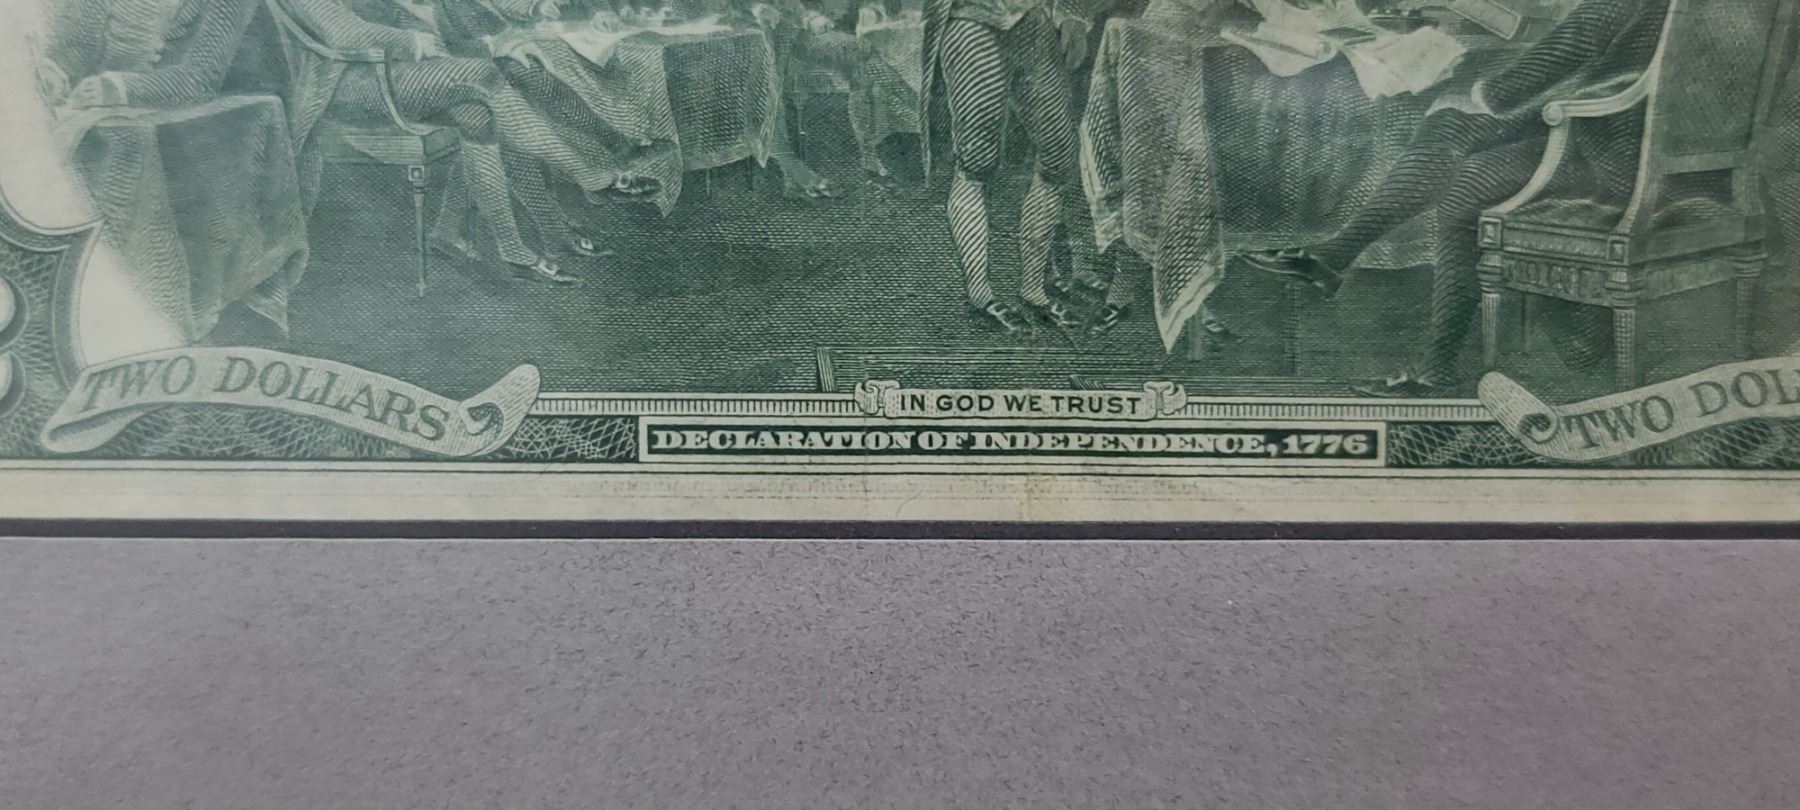 TWO DOLLARS
IN GOD WE TRUST
TWO DOL
DECLARATION OF INDEPENDENCE, 1776